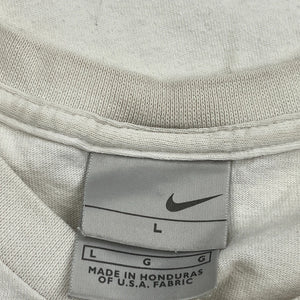 L
L G G
MADE IN HONDURAS
OF U.S.A. FABRIC